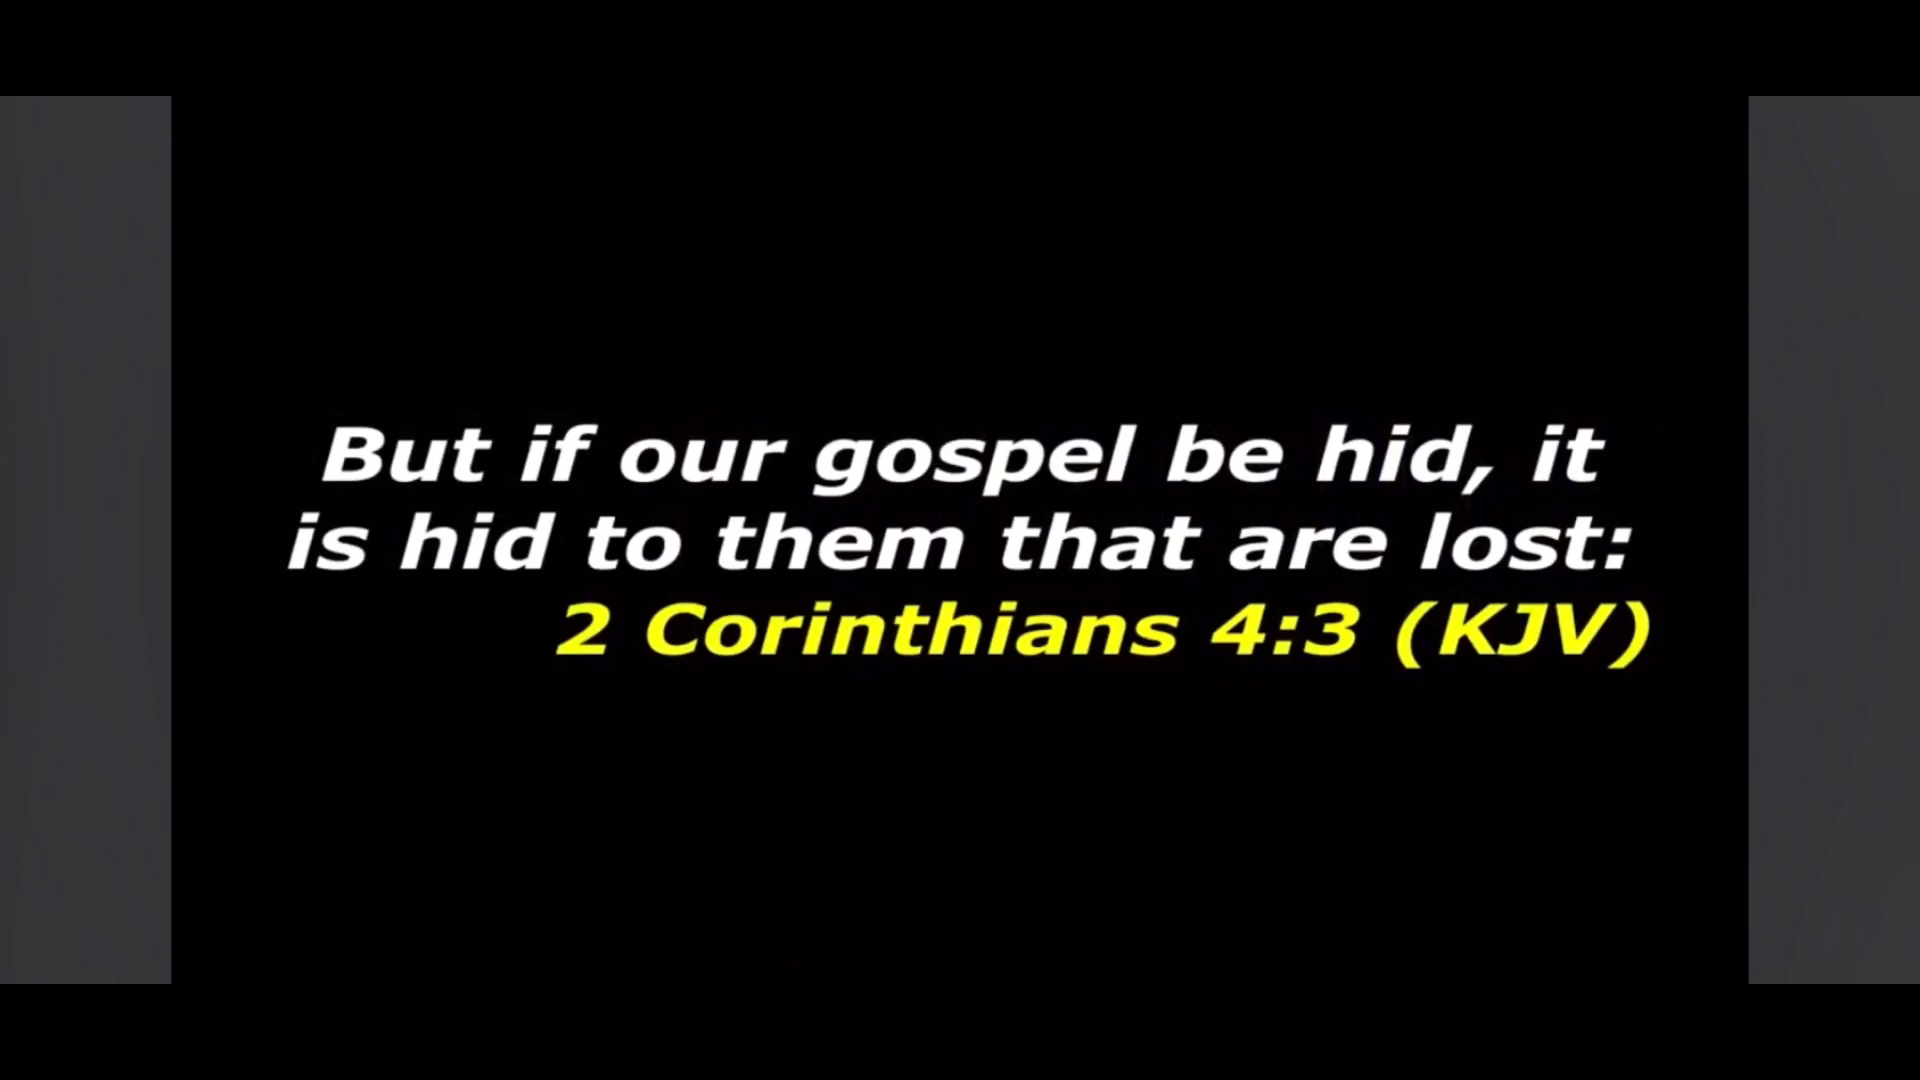 But if our gospel be hid, it
is hid to them that are lost:
2 Corinthians 4:3 (KJV)